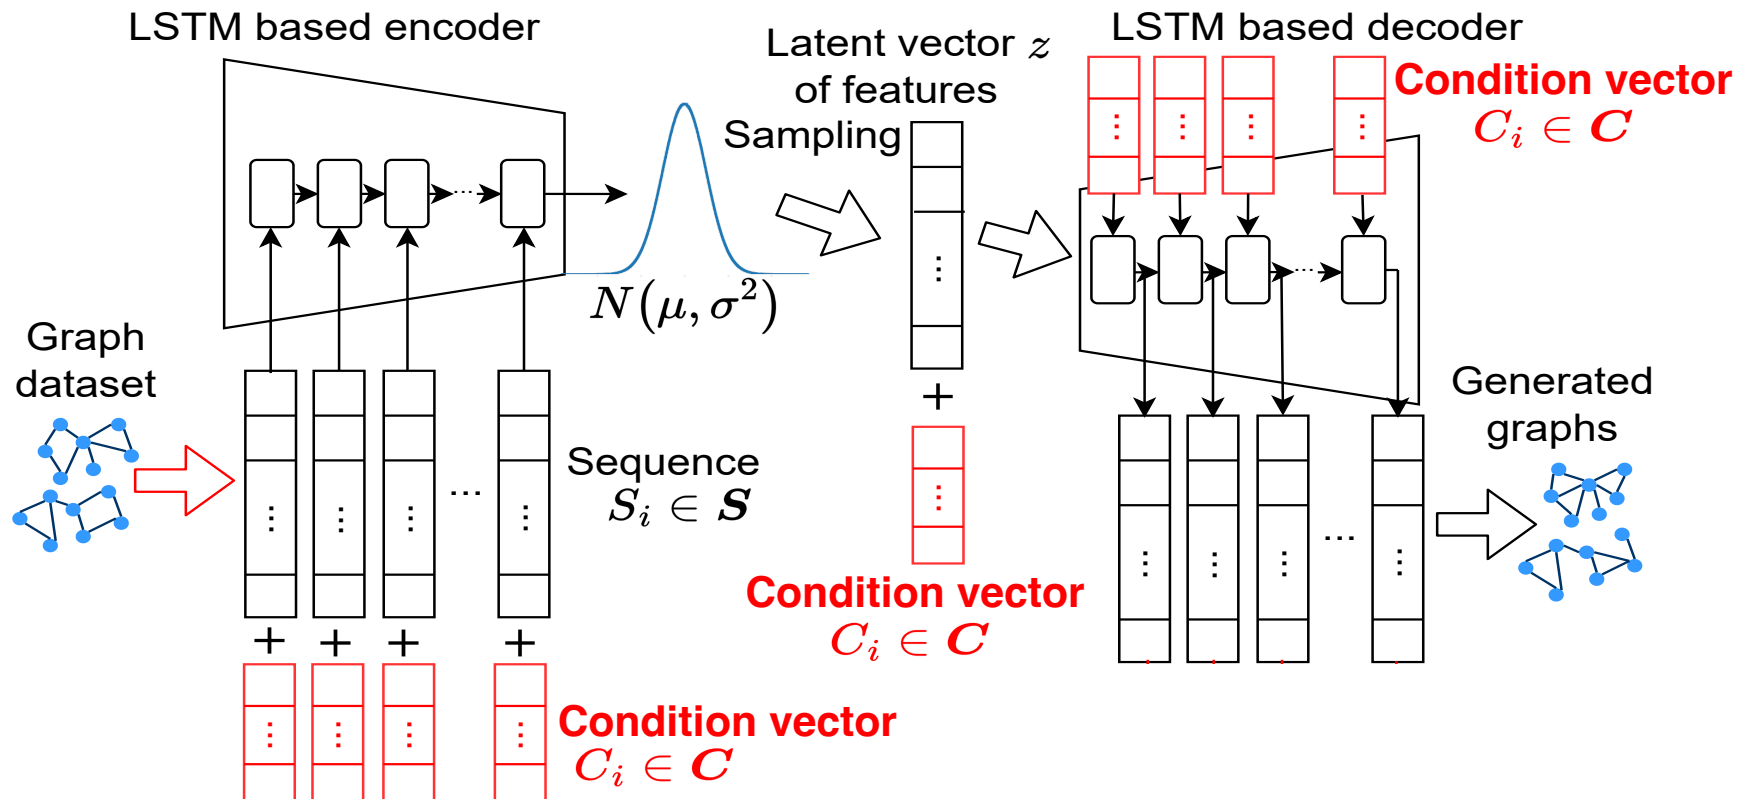 LSTM based encoder
Latent vector z
of features
Sampling
LSTM based decoder
Condition vector
C_i ∈ C
N(μ, σ²)
Graph
dataset
Sequence
S_i ∈ S
+
Condition vector
C_i ∈ C
Generated
graphs
+ + + +
Condition vector
C_i ∈ C